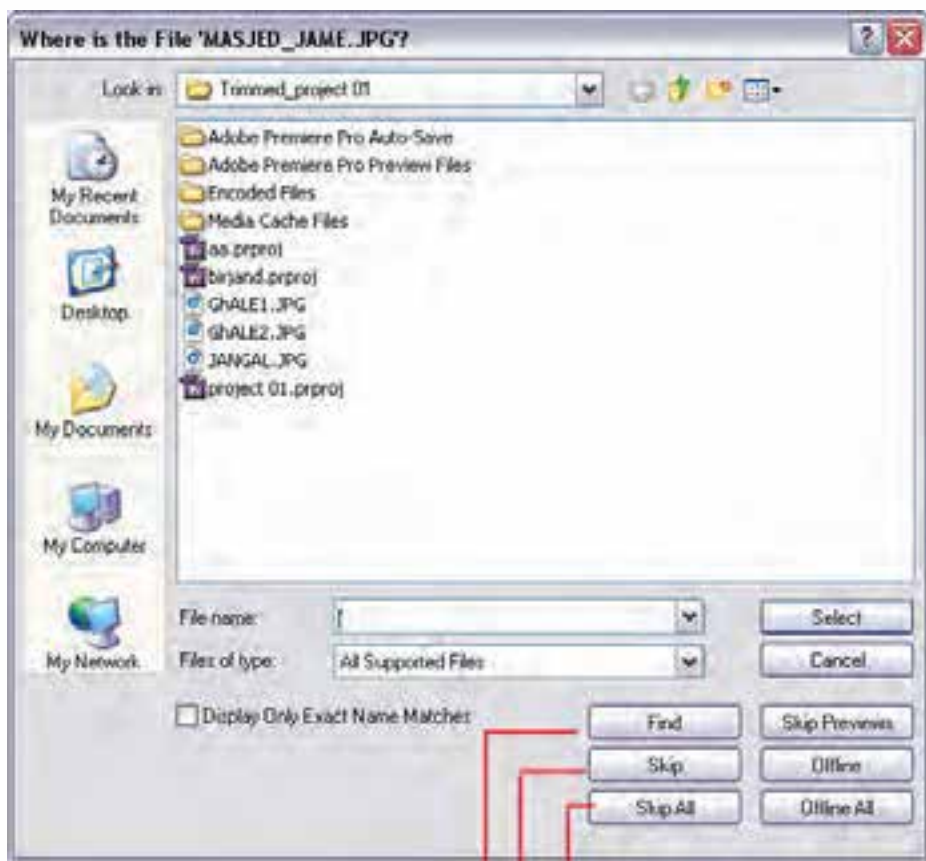 Where is the File 'MASJED_JAME.JPG'?
Look in
Trimmed_project 01
Adobe Premiere Pro Auto-Save
Adobe Premiere Pro Preview Files
Encoded Files
Media Cache Files
aa.prproj
birjand.prproj
GhALE1.JPG
GhALE2.JPG
JANGAL.JPG
project 01.prproj
My Recent
Documents
Desktop
My Documents
My Computer
My Network
File name:
Files of type:
All Supported Files
Select
Cancel
Display Only Exact Name Matches
Find
Skip Previews
Skip
Offline
Skip All
Offline All